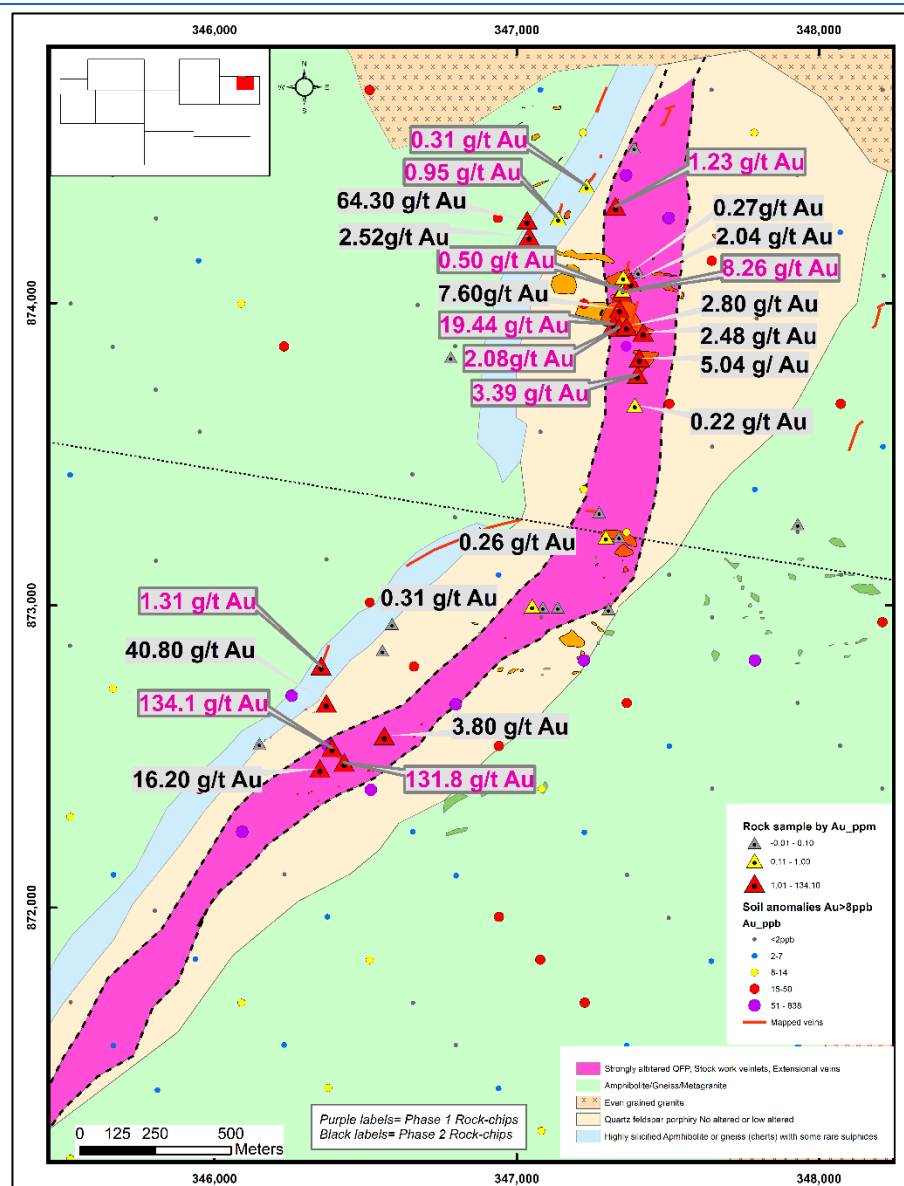 346,000
347,000
348,000
N
W
E
S
0.31 g/t Au
0.95 g/t Au
1.23 g/t Au
64.30 g/t Au
0.27g/t Au
2.52g/t Au
2.04 g/t Au
0.50 g/t Au
8.26 g/t Au
874,000
874,000
7.60g/t Au
2.80 g/t Au
19.44 g/t Au
2.48 g/t Au
2.08g/t Au
5.04 g/ Au
3.39 g/t Au
0.22 g/t Au
0.26 g/t Au
873,000
873,000
0.31 g/t Au
1.31 g/t Au
40.80 g/t Au
134.1 g/t Au
3.80 g/t Au
16.20 g/t Au
131.8 g/t Au
872,000
872,000
Rock sample by Au_ppm
-0.01 - 0.10
0.11 - 1.00
1.01 - 134.10
Soil anomalies Au>8ppb
Au_ppb
<2ppb
2-7
8-14
15-50
51 - 838
Mapped veins
Strongly altered QFP, Stock work veinlets, Extensional veins
Amphibolite/Gneiss/Metagranite
Even grained granite
Quartz feldspar porphiry No altered or low altered
Highly silicified Apmhibolite or gneiss (cherts) witth some rare sulphides
Purple labels= Phase 1 Rock-chips
Black labels= Phase 2 Rock-chips
0 125 250 500
Meters
346,000
347,000
348,000